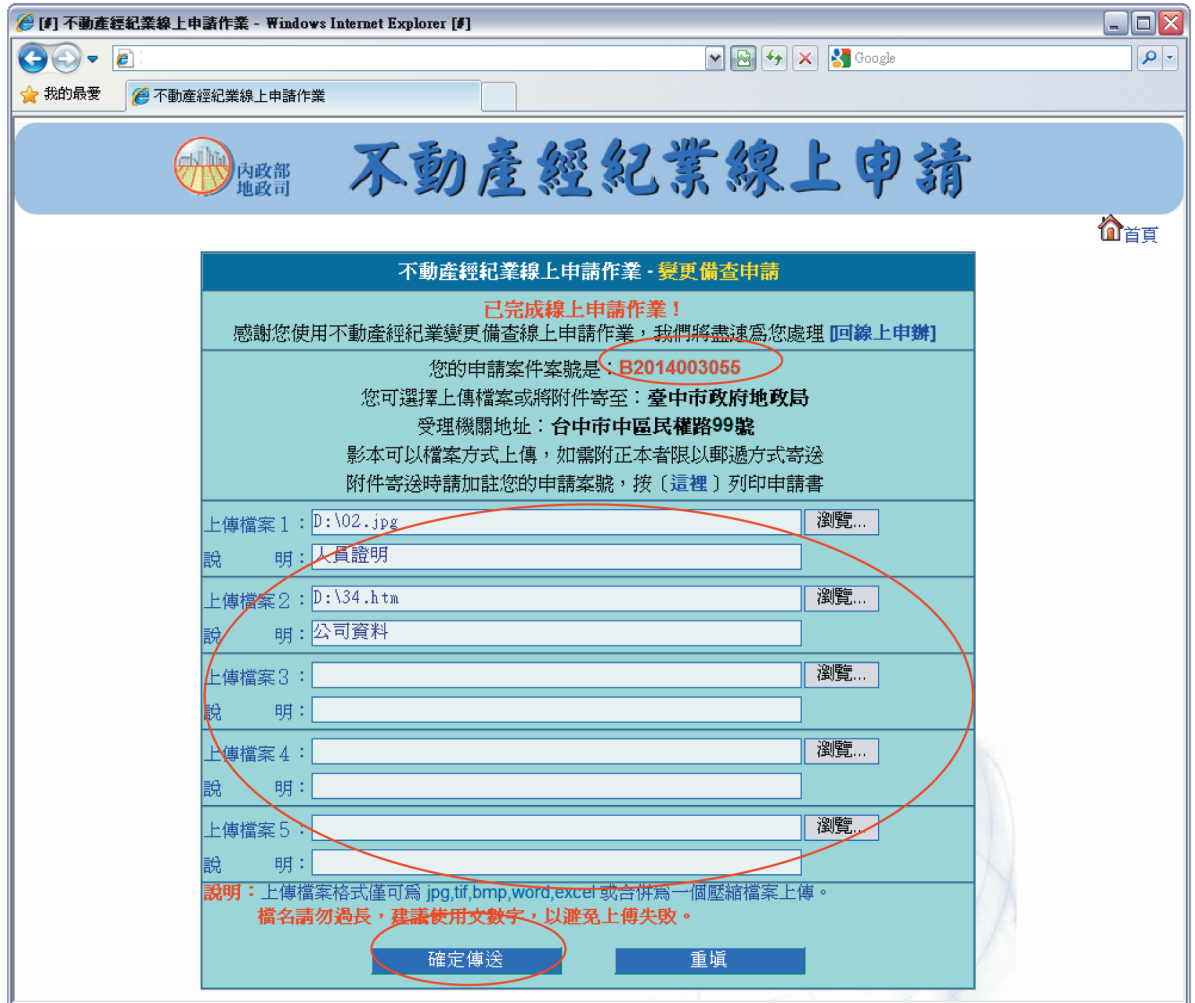 [#] 不動產經紀業線上申請作業 - Windows Internet Explorer [#]
Google
我的最愛
不動產經紀業線上申請作業
內政部
地政司
不動產經紀業線上申請
首頁
不動產經紀業線上申請作業 - 變更備查申請
已完成線上申請作業！
感謝您使用不動產經紀業變更備查線上申請作業，我們將盡速為您處理 [回線上申辦]
您的申請案件案號是：B2014003055
您可選擇上傳檔案或將附件寄至：臺中市政府地政局
受理機關地址：台中市中區民權路99號
影本可以檔案方式上傳，如需附正本者限以郵遞方式寄送
附件寄送時請加註您的申請案號，按〔這裡〕列印申請書
上傳檔案1：D:\02.jpg 瀏覽...
說　　明：人員證明
上傳檔案2：D:\34.htm 瀏覽...
說　　明：公司資料
上傳檔案3： 瀏覽...
說　　明：
上傳檔案4： 瀏覽...
說　　明：
上傳檔案5： 瀏覽...
說　　明：
說明：上傳檔案格式僅可為 jpg,tif,bmp,word,excel 或合併為一個壓縮檔案上傳。
檔名請勿過長，建議使用文數字，以避免上傳失敗。
確定傳送 重填